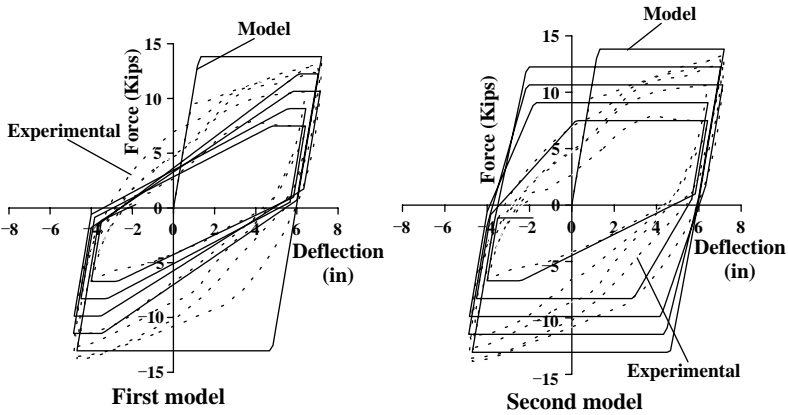 15
Model
10
Force (Kips)
Experimental
5
0
−8
−6
−4
−2
0
2
4
6
8
Deflection
(in)
−5
−10
−15
First model
15
Model
10
Force (Kips)
5
0
−8
−6
−4
−2
0
2
4
6
8
Deflection
(in)
−5
−10
Experimental
−15
Second model